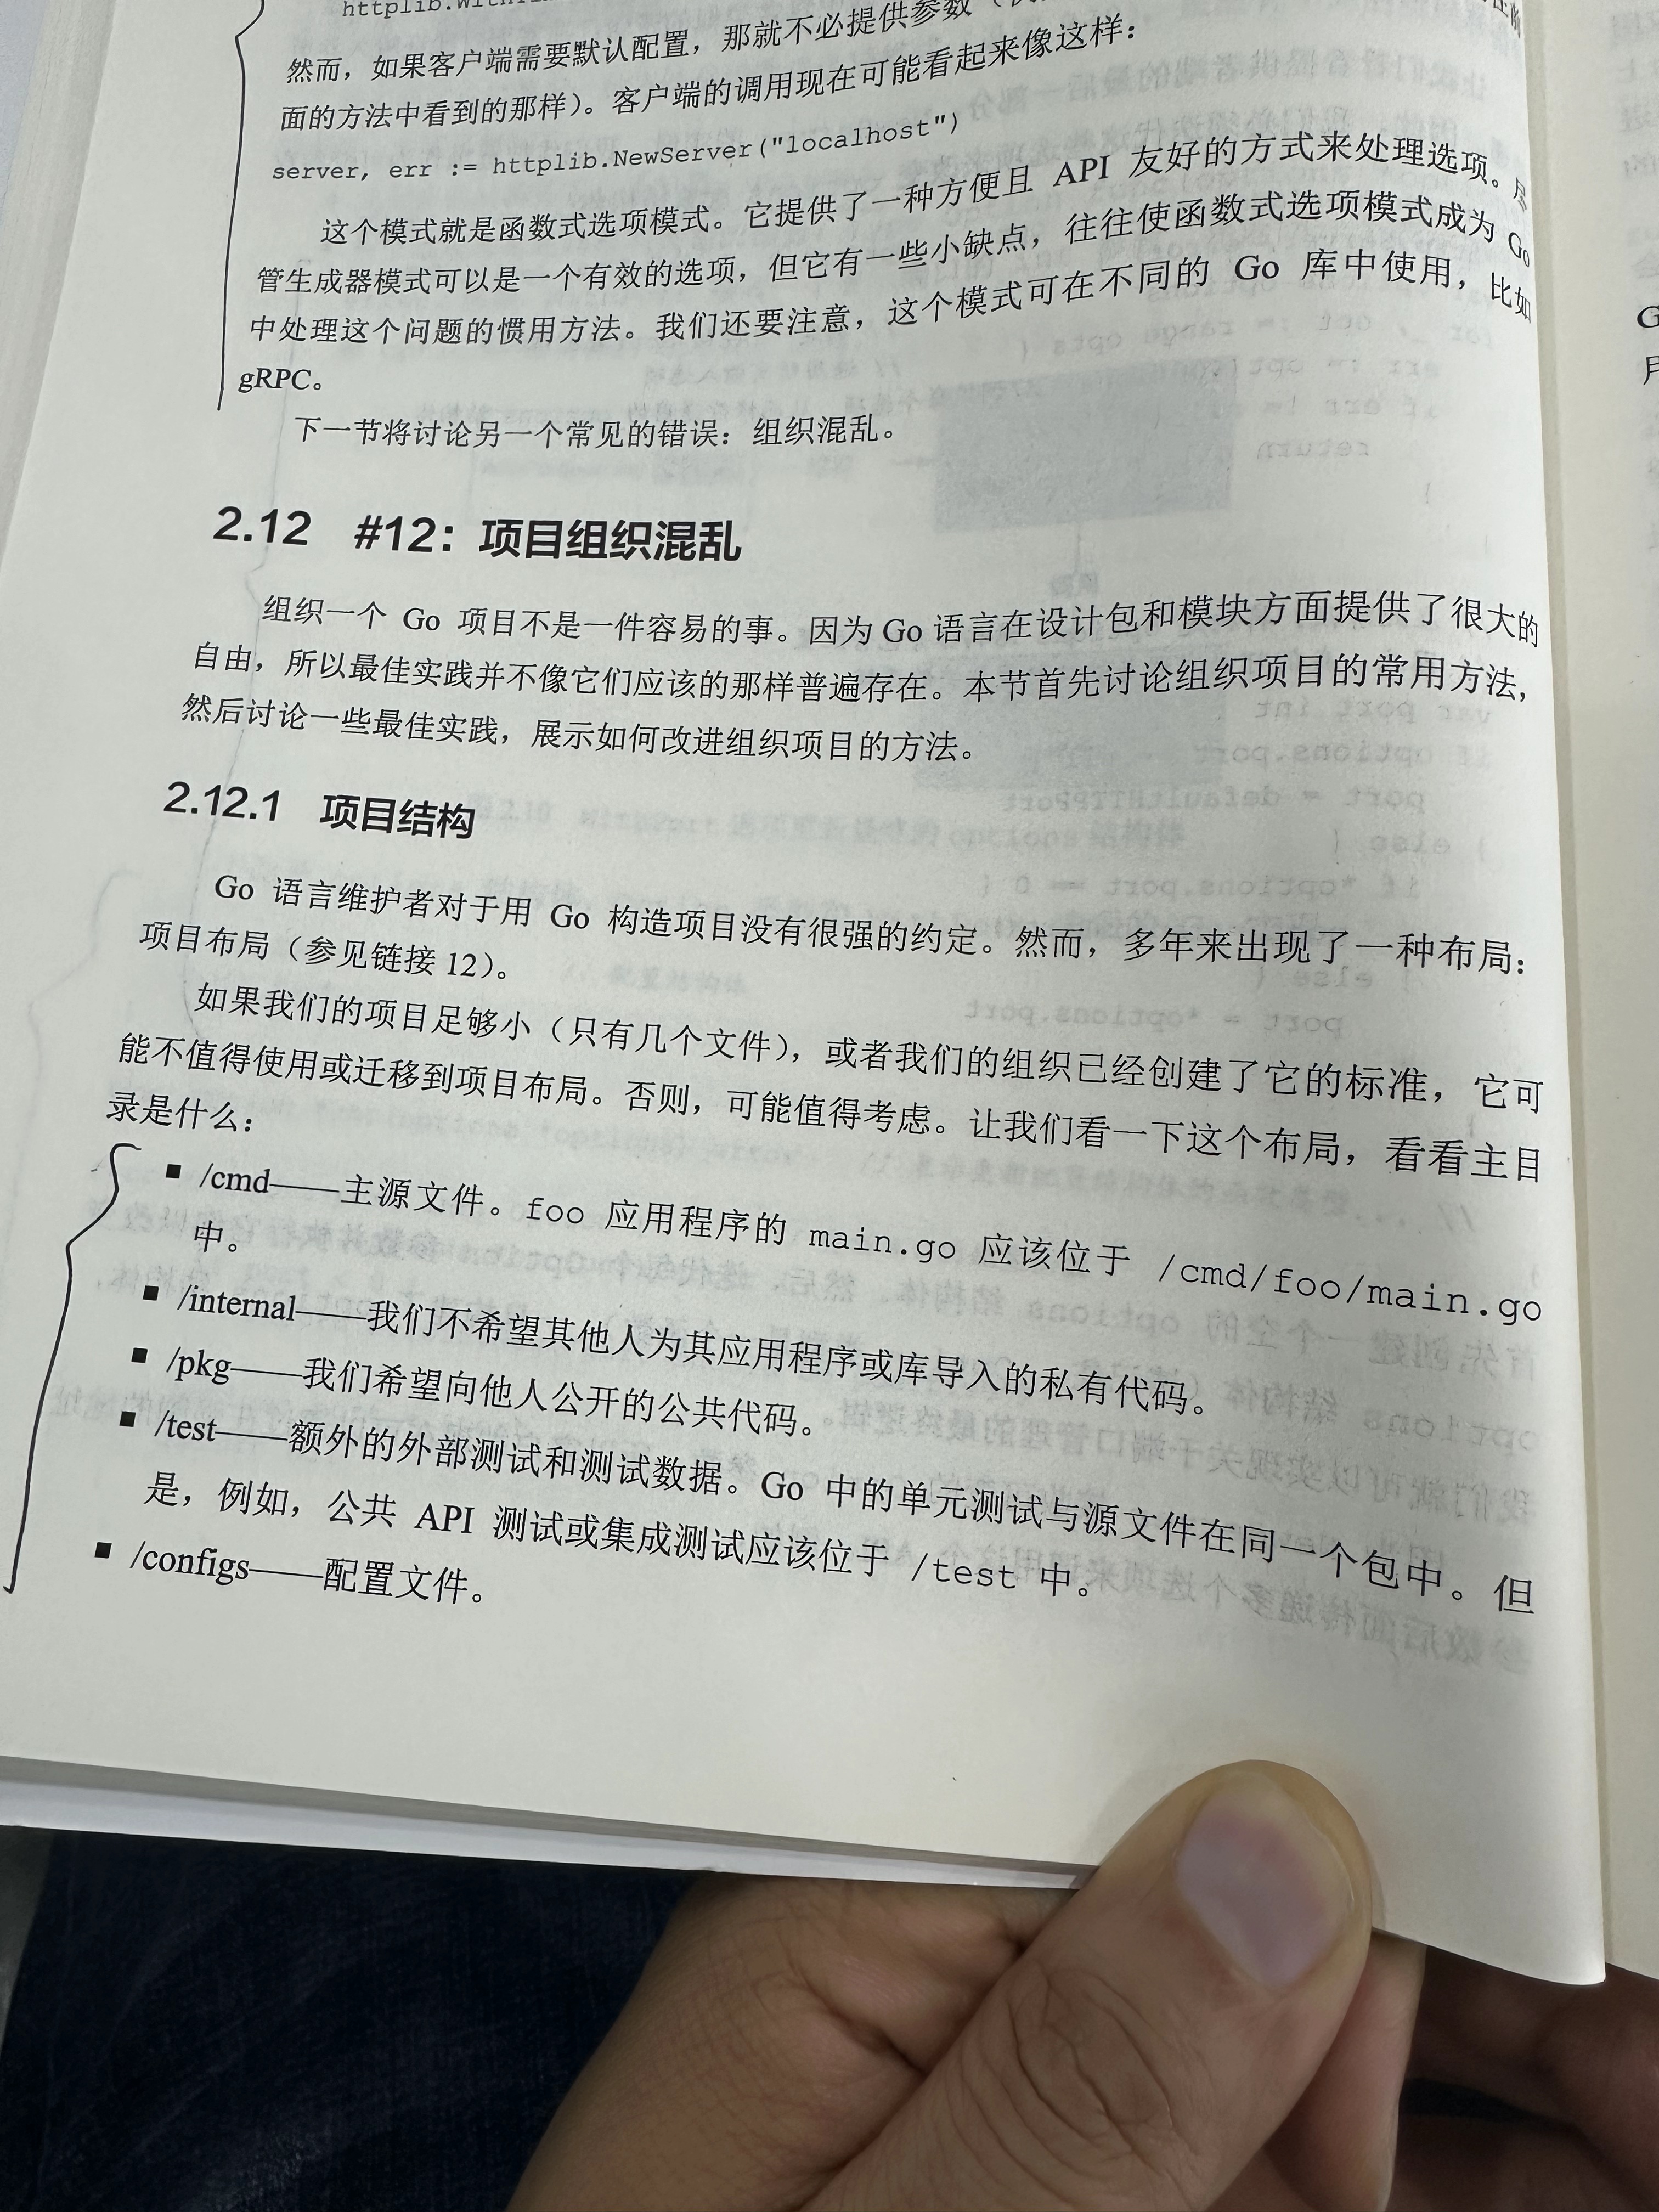 然而，如果客户端需要默认配置，那就不必提供参数
面的方法中看到的那样）。客户端的调用现在可能看起来像这样：
server, err := httplib.NewServer("localhost")
这个模式就是函数式选项模式。它提供了一种方便且 API 友好的方式来处理选项。尽
管生成器模式可以是一个有效的选项，但它有一些小缺点，往往使函数式选项模式成为 Go
中处理这个问题的惯用方法。我们还要注意，这个模式可在不同的 Go 库中使用，比如
gRPC。
下一节将讨论另一个常见的错误：组织混乱。
2.12 #12：项目组织混乱
组织一个 Go 项目不是一件容易的事。因为 Go 语言在设计包和模块方面提供了很大的
自由，所以最佳实践并不像它们应该的那样普遍存在。本节首先讨论组织项目的常用方法，
然后讨论一些最佳实践，展示如何改进组织项目的方法。
2.12.1 项目结构
Go 语言维护者对于用 Go 构造项目没有很强的约定。然而，多年来出现了一种布局：
项目布局（参见链接 12）。
如果我们的项目足够小（只有几个文件），或者我们的组织已经创建了它的标准，它可
能不值得使用或迁移到项目布局。否则，可能值得考虑。让我们看一下这个布局，看看主目
录是什么：
■ /cmd——主源文件。foo 应用程序的 main.go 应该位于 /cmd/foo/main.go
中。
■ /internal——我们不希望其他人为其应用程序或库导入的私有代码。
■ /pkg——我们希望向他人公开的公共代码。
■ /test——额外的外部测试和测试数据。Go 中的单元测试与源文件在同一个包中。但
是，例如，公共 API 测试或集成测试应该位于 /test 中。
■ /configs——配置文件。